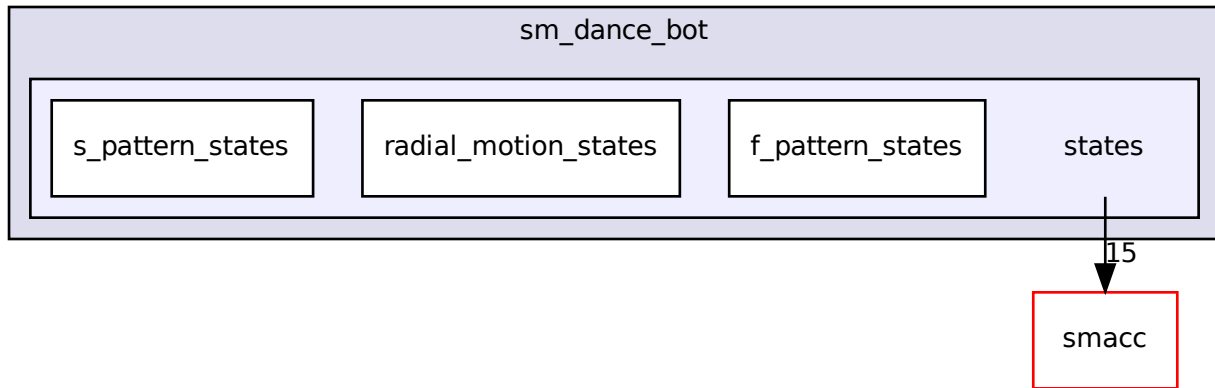 sm_dance_bot
s_pattern_states
radial_motion_states
f_pattern_states
states
15
smacc